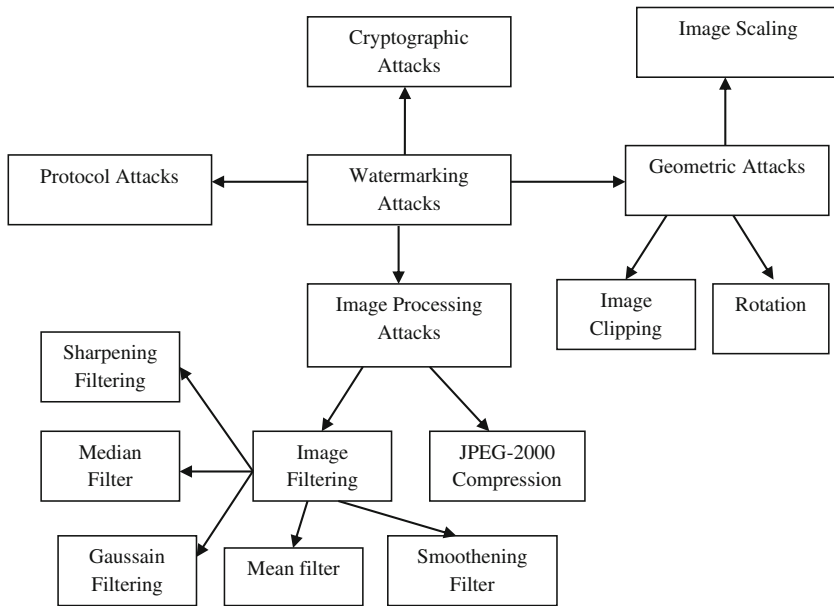 Cryptographic
Attacks
Image Scaling
Protocol Attacks
Watermarking
Attacks
Geometric Attacks
Image Processing
Attacks
Image
Clipping
Rotation
Sharpening
Filtering
Median
Filter
Image
Filtering
JPEG-2000
Compression
Gaussain
Filtering
Mean filter
Smoothening
Filter